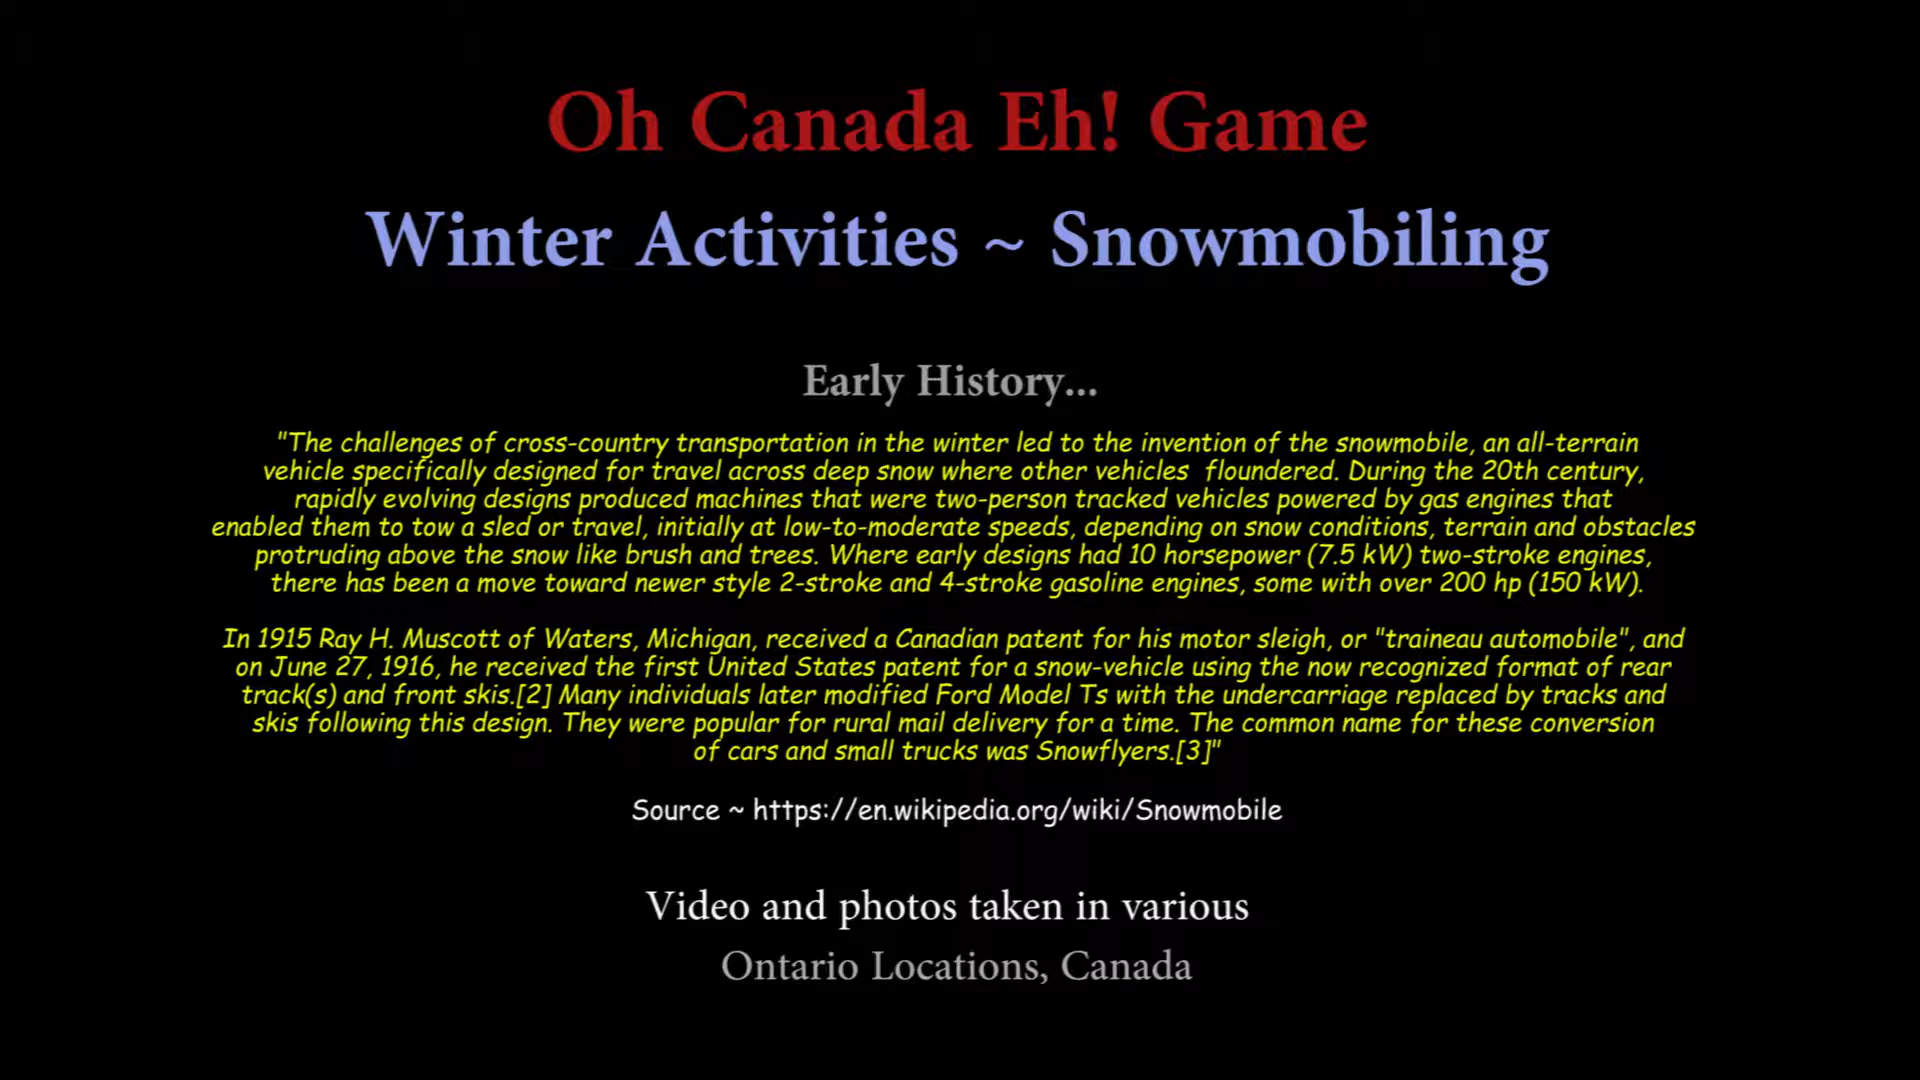 Oh Canada Eh! Game
Winter Activities ~ Snowmobiling
Early History...
"The challenges of cross-country transportation in the winter led to the invention of the snowmobile, an all-terrain
vehicle specifically designed for travel across deep snow where other vehicles  floundered. During the 20th century,
rapidly evolving designs produced machines that were two-person tracked vehicles powered by gas engines that
enabled them to tow a sled or travel, initially at low-to-moderate speeds, depending on snow conditions, terrain and obstacles
protruding above the snow like brush and trees. Where early designs had 10 horsepower (7.5 kW) two-stroke engines,
there has been a move toward newer style 2-stroke and 4-stroke gasoline engines, some with over 200 hp (150 kW).
In 1915 Ray H. Muscott of Waters, Michigan, received a Canadian patent for his motor sleigh, or "traineau automobile", and
on June 27, 1916, he received the first United States patent for a snow-vehicle using the now recognized format of rear
track(s) and front skis.[2] Many individuals later modified Ford Model Ts with the undercarriage replaced by tracks and
skis following this design. They were popular for rural mail delivery for a time. The common name for these conversion
of cars and small trucks was Snowflyers.[3]"
Source ~ https://en.wikipedia.org/wiki/Snowmobile
Video and photos taken in various
Ontario Locations, Canada